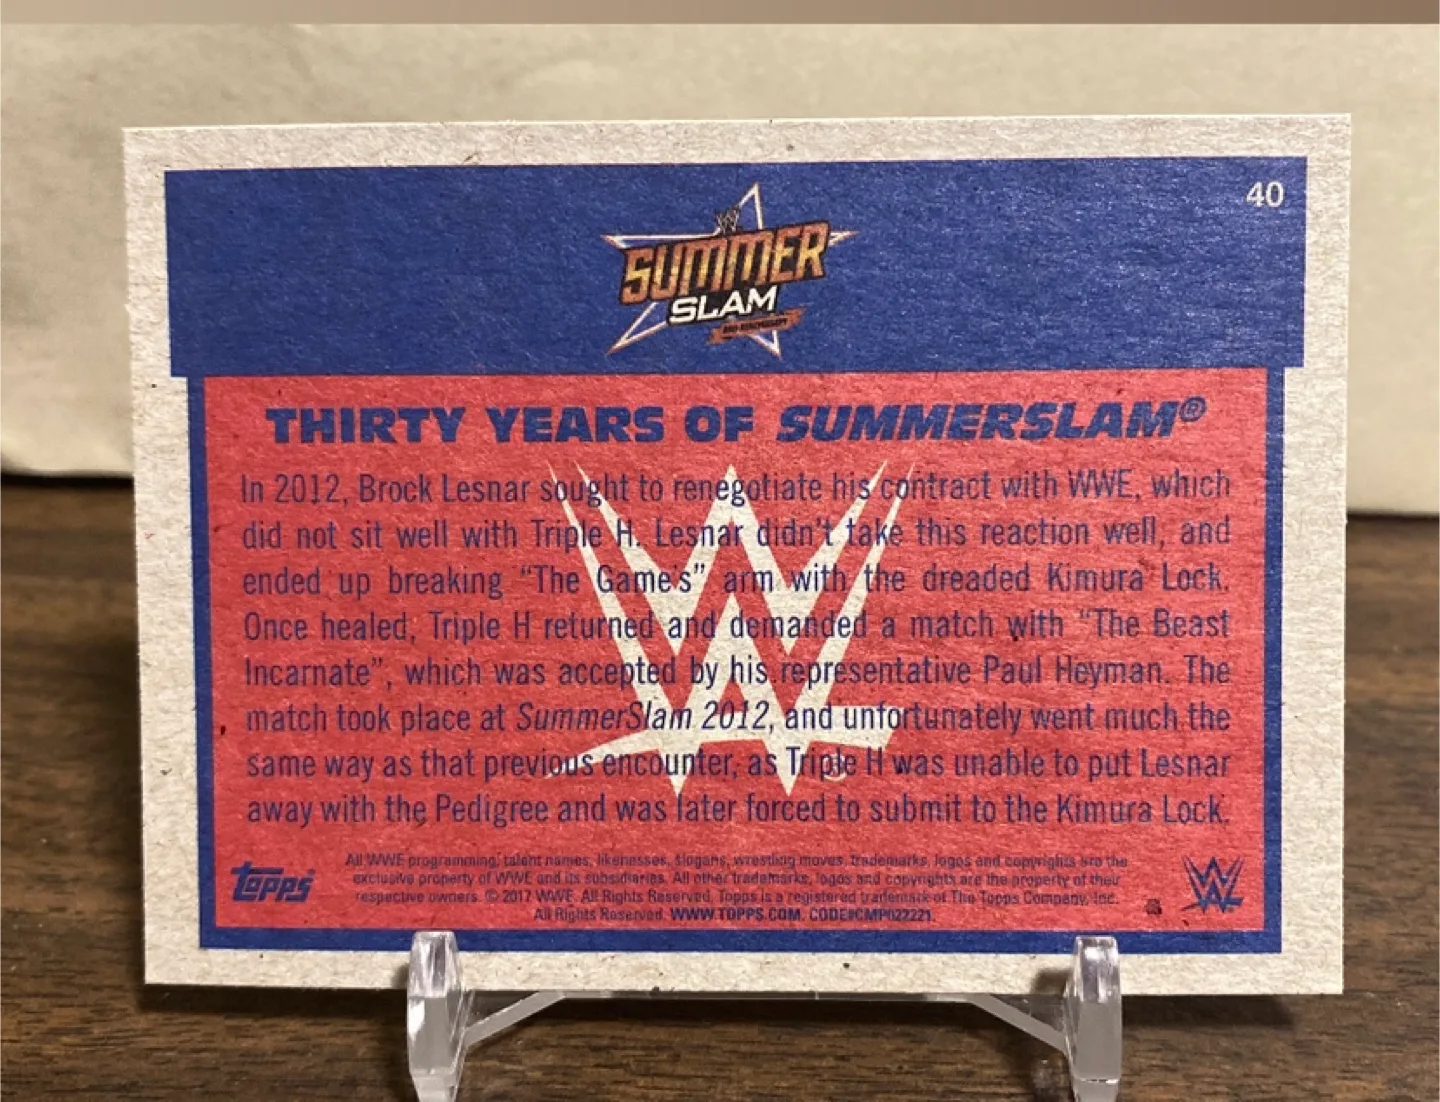 40
W
SUMMER
SLAM
THIRTY YEARS OF SUMMERSLAM®
In 2012, Brock Lesnar sought to renegotiate his contract with WWE, which
did not sit well with Triple H. Lesnar didn't take this reaction well, and
ended up breaking “The Game's” arm with the dreaded Kimura Lock.
Once healed, Triple H returned and demanded a match with “The Beast
Incarnate”, which was accepted by his representative Paul Heyman. The
match took place at SummerSlam 2012, and unfortunately went much the
same way as that previous encounter, as Triple H was unable to put Lesnar
away with the Pedigree and was later forced to submit to the Kimura Lock.
topps
All WWE programming, talent names, likenesses, slogans, wrestling moves, trademarks, logos and copyrights are the
exclusive property of WWE and its subsidiaries. All other trademarks, logos and copyrights are the property of their
respective owners. © 2017 WWE. All Rights Reserved. Topps is a registered trademark of The Topps Company, Inc.
All Rights Reserved. WWW.TOPPS.COM. CODE#CMP022221.
W